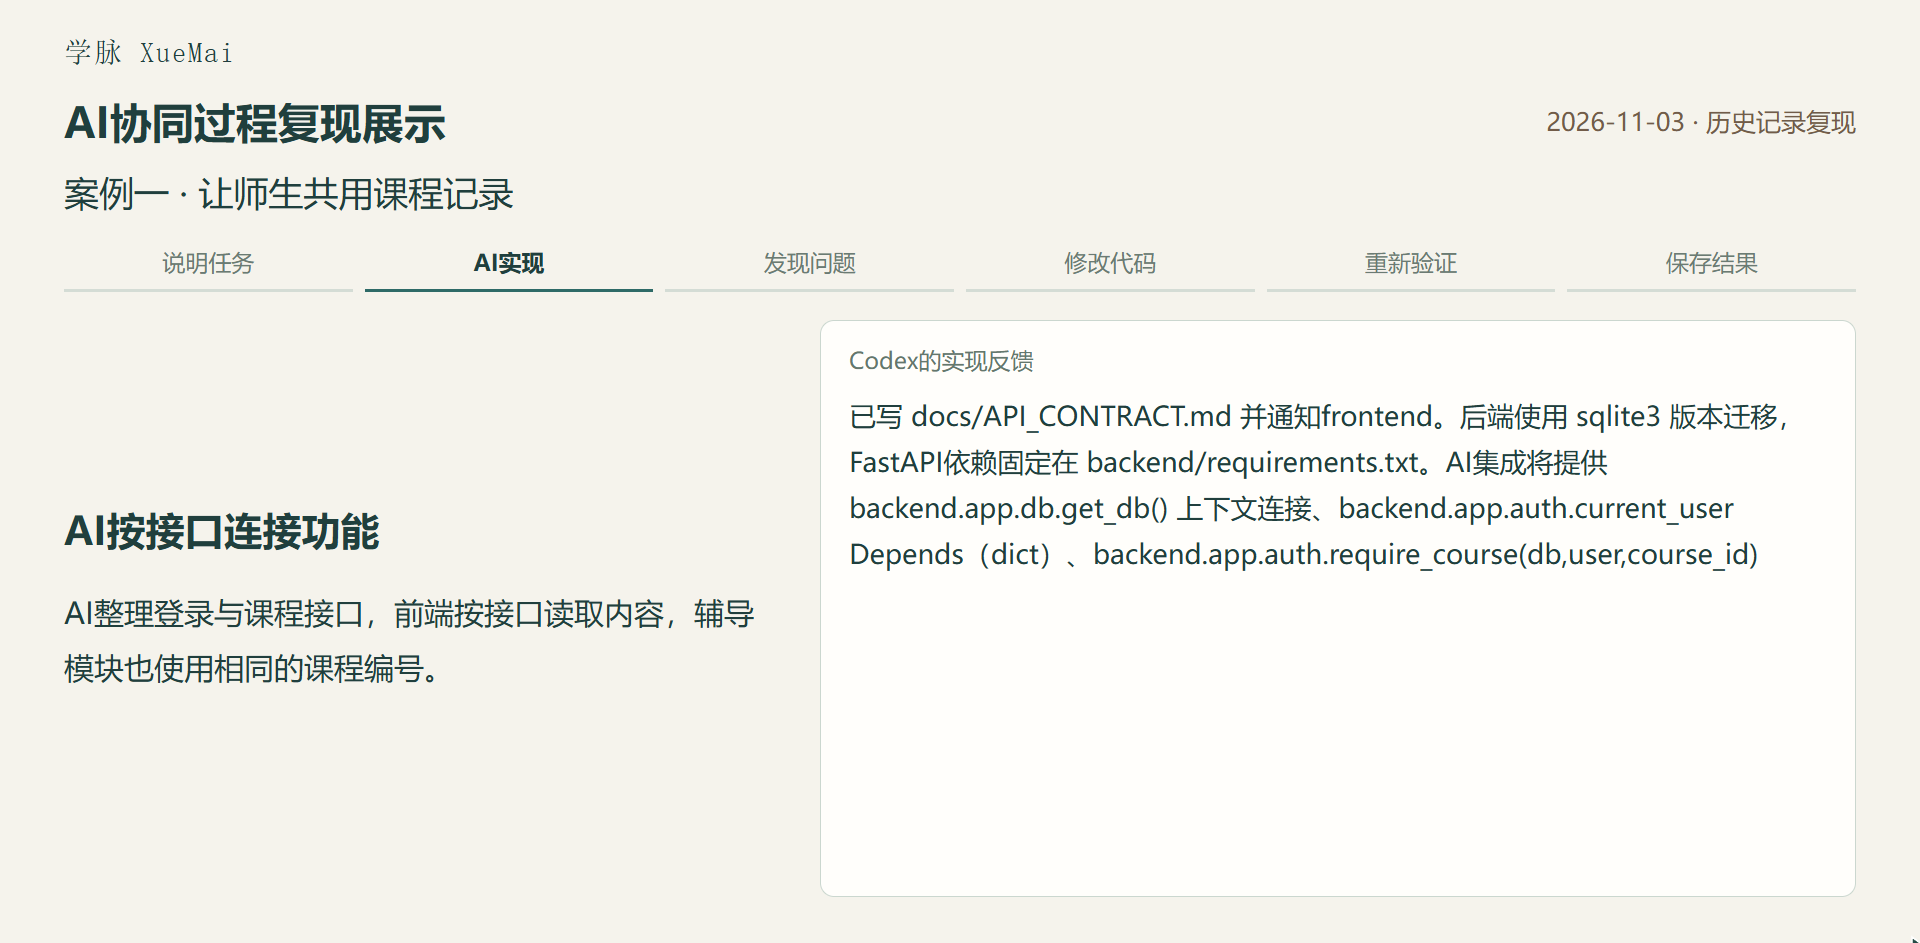 学脉 XueMai
AI协同过程复现展示
2026-11-03 · 历史记录复现
案例一 · 让师生共用课程记录
说明任务
AI实现
发现问题
修改代码
重新验证
保存结果
AI按接口连接功能
AI整理登录与课程接口，前端按接口读取内容，辅导
模块也使用相同的课程编号。
Codex的实现反馈
已写 docs/API_CONTRACT.md 并通知frontend。后端使用 sqlite3 版本迁移，
FastAPI依赖固定在 backend/requirements.txt。AI集成将提供
backend.app.db.get_db() 上下文连接、backend.app.auth.current_user
Depends（dict）、backend.app.auth.require_course(db,user,course_id)